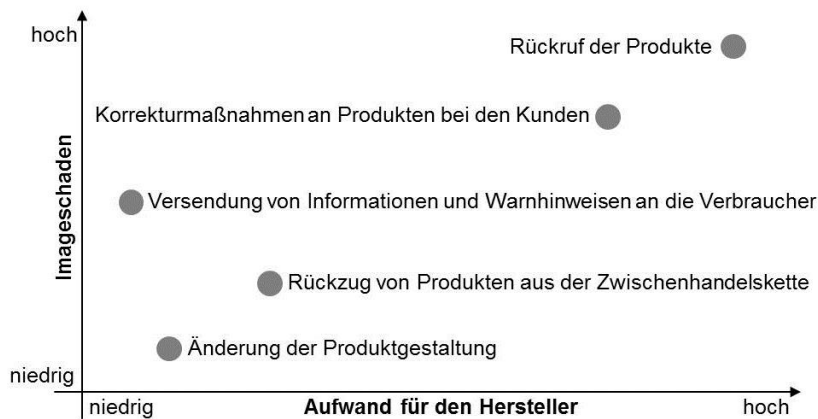 hoch
Rückruf der Produkte
Korrekturmaßnahmen an Produkten bei den Kunden
Imageschaden
Versendung von Informationen und Warnhinweisen an die Verbraucher
Rückzug von Produkten aus der Zwischenhandelskette
Änderung der Produktgestaltung
niedrig
niedrig
Aufwand für den Hersteller
hoch